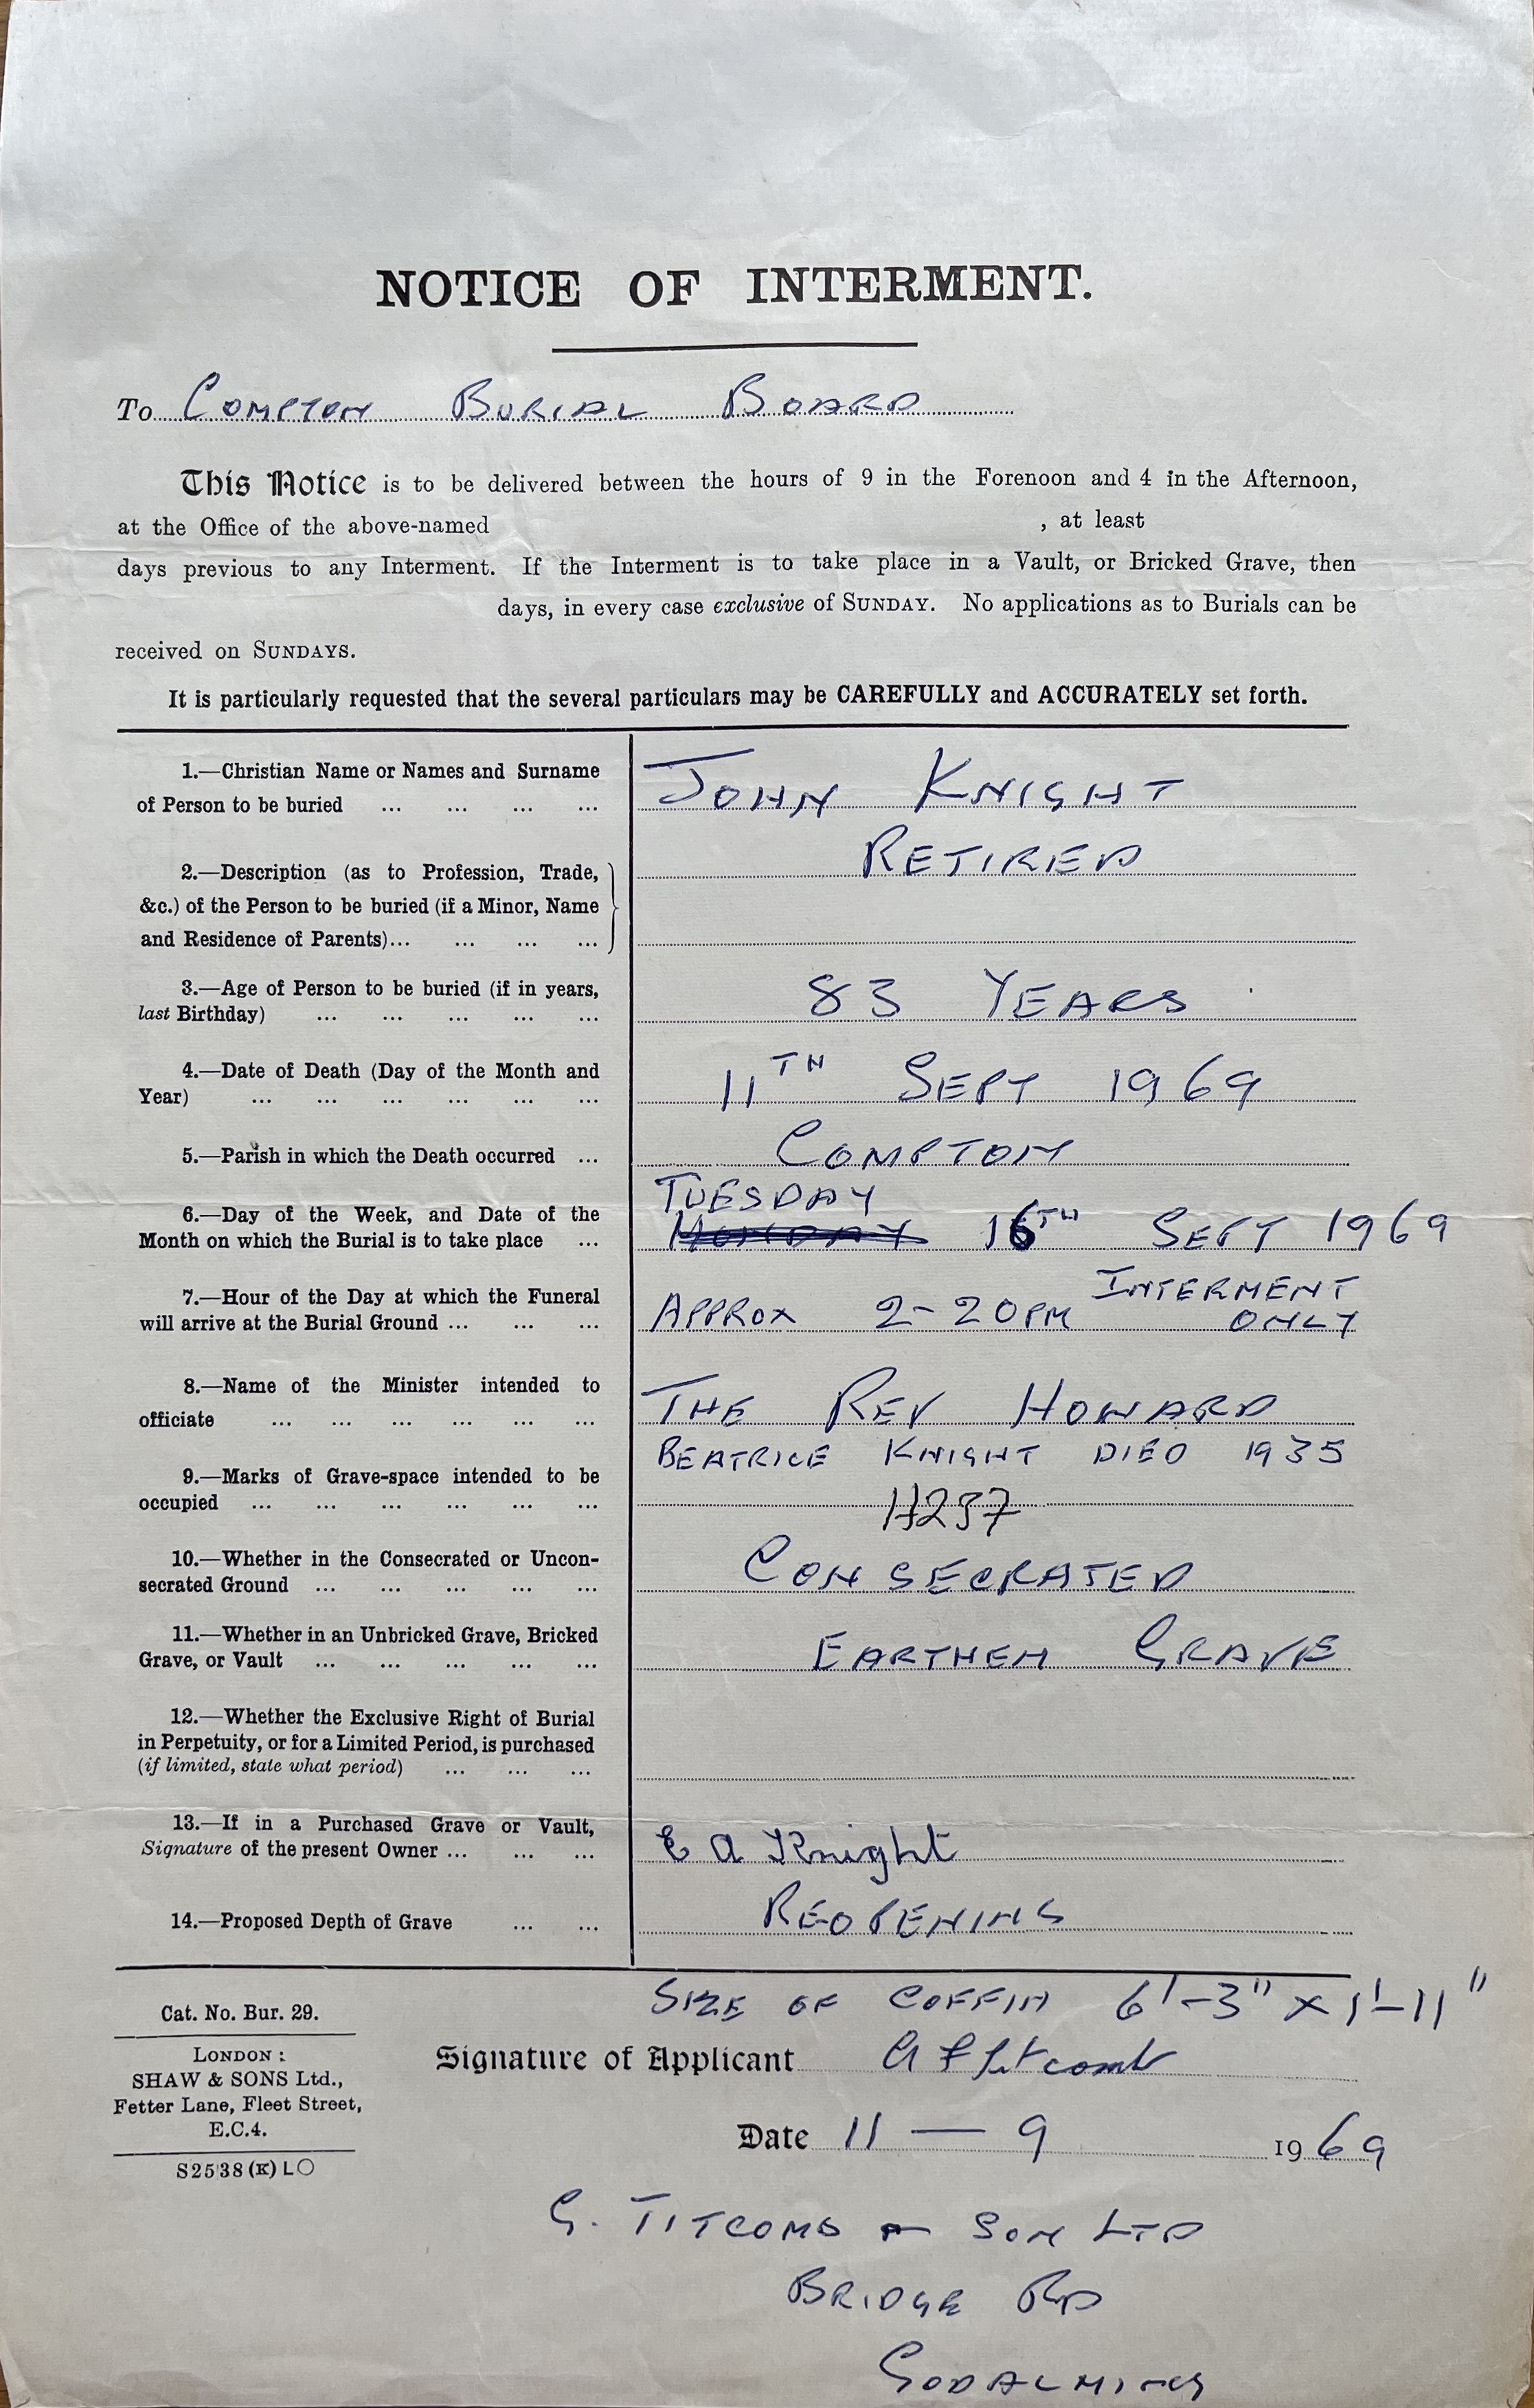 NOTICE OF INTERMENT.
To COMPTON BURIAL BOARD
This Notice is to be delivered between the hours of 9 in the Forenoon and 4 in the Afternoon,
at the Office of the above-named , at least
days previous to any Interment. If the Interment is to take place in a Vault, or Bricked Grave, then
days, in every case exclusive of SUNDAY. No applications as to Burials can be
received on SUNDAYS.
It is particularly requested that the several particulars may be CAREFULLY and ACCURATELY set forth.
1.—Christian Name or Names and Surname
of Person to be buried ... ... ... ...
JOHN KNIGHT
2.—Description (as to Profession, Trade,
&c.) of the Person to be buried (if a Minor, Name
and Residence of Parents)... ... ... ...
RETIRED
3.—Age of Person to be buried (if in years,
last Birthday) ... ... ... ... ...
83 YEARS
4.—Date of Death (Day of the Month and
Year) ... ... ... ... ... ...
11TH SEPT 1969
5.—Parish in which the Death occurred ...
COMPTON
6.—Day of the Week, and Date of the
Month on which the Burial is to take place ...
TUESDAY
MONDAY 16TH SEPT 1969
7.—Hour of the Day at which the Funeral
will arrive at the Burial Ground ... ... ...
APPROX 2-20PM INTERMENT
ONLY
8.—Name of the Minister intended to
officiate ... ... ... ... ... ...
THE REV HOWARD
9.—Marks of Grave-space intended to be
occupied ... ... ... ... ... ...
BEATRICE KNIGHT DIED 1935
H237
10.—Whether in the Consecrated or Uncon-
secrated Ground ... ... ... ... ...
CONSECRATED
11.—Whether in an Unbricked Grave, Bricked
Grave, or Vault ... ... ... ... ...
EARTHEN GRAVE
12.—Whether the Exclusive Right of Burial
in Perpetuity, or for a Limited Period, is purchased
(if limited, state what period) ... ... ...
13.—If in a Purchased Grave or Vault,
Signature of the present Owner ... ... ...
E A Knight
14.—Proposed Depth of Grave ... ...
REOPENING
SIZE OF COFFIN 6'-3" x 1'-11"
Signature of Applicant
Date 11 — 9 1969
Cat. No. Bur. 29.
LONDON:
SHAW & SONS Ltd.,
Fetter Lane, Fleet Street,
E.C.4.
S2538 (K) LO
G. TITCOMB & SON LTD
BRIDGE RD
GODALMING